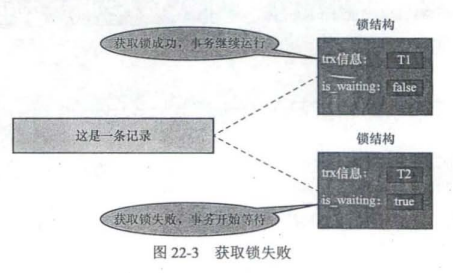 锁结构
获取锁成功，事务继续运行
trx信息： T1
is_waiting: false
这是一条记录
锁结构
trx信息： T2
is_waiting: true
获取锁失败，事务开始等待
图 22-3 获取锁失败